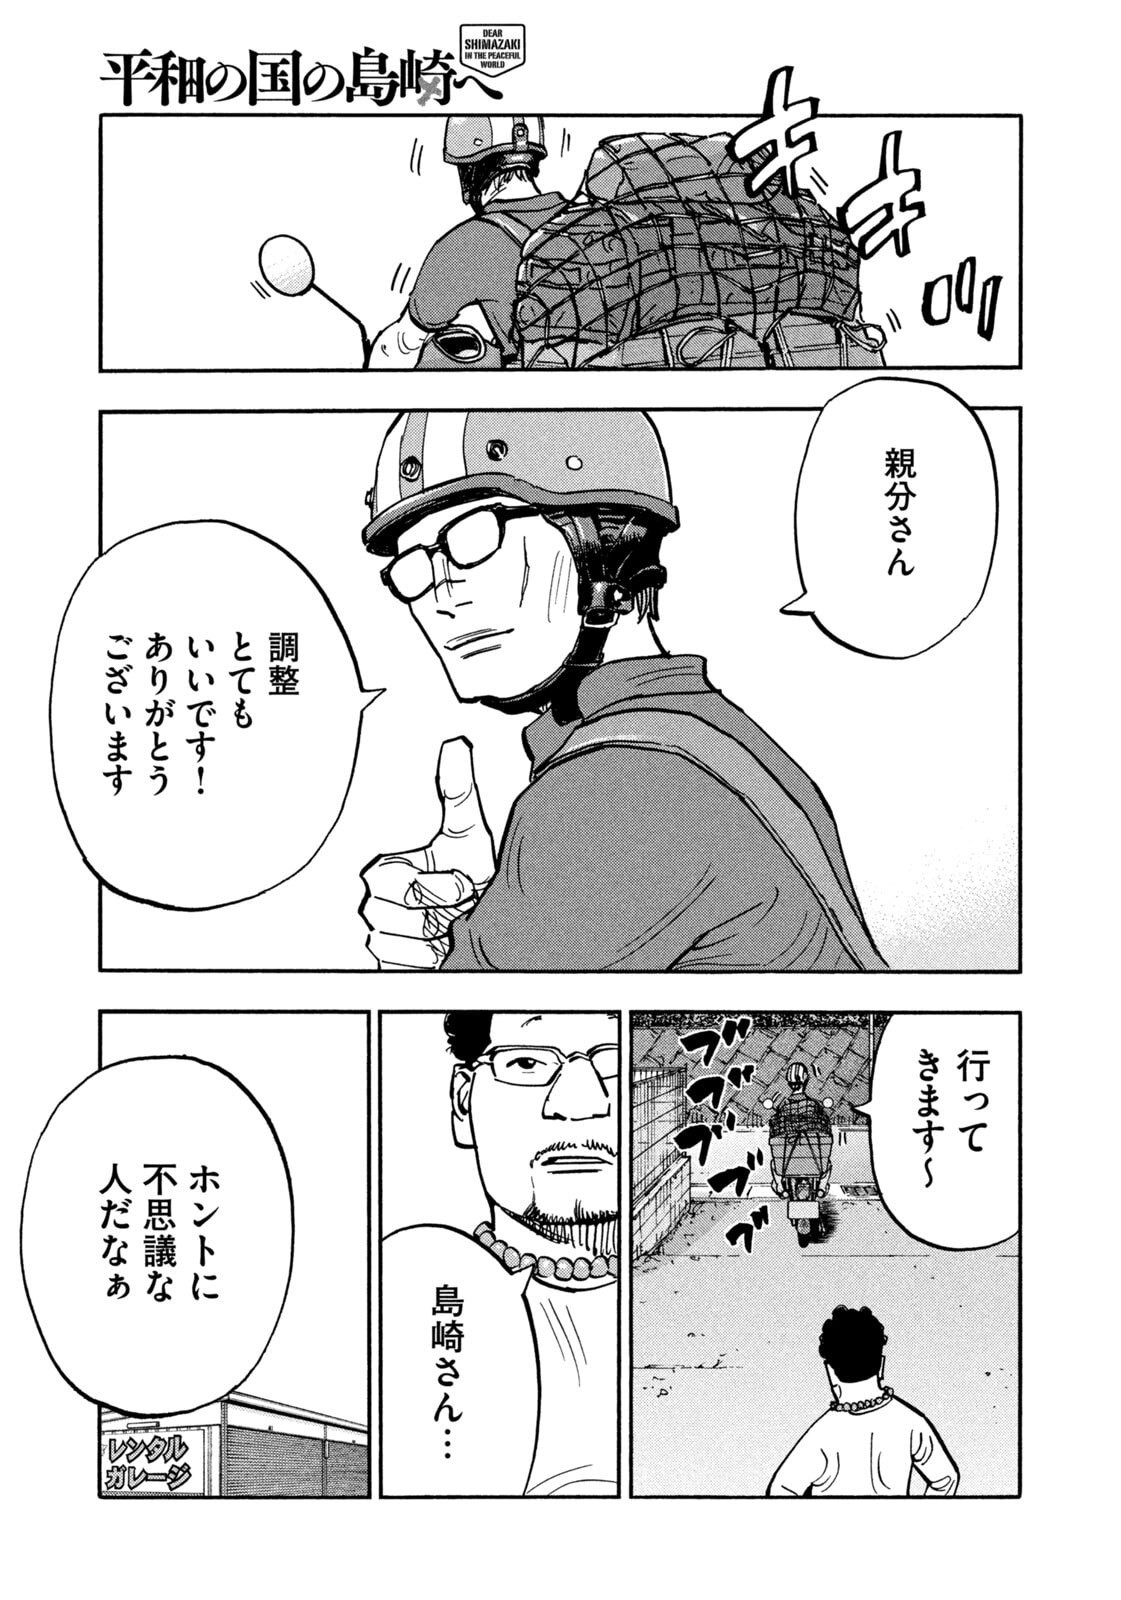 平和の国の島崎へ
DEAR
SHIMAZAKI
IN THE PEACEFUL
WORLD
キキッ
親分さん
調整
とても
いいです！
ありがとう
ございます
行って
きます〜
ブブブブブ
島崎さん…
ホントに
不思議な
人だなぁ
レンタル
ガレージ